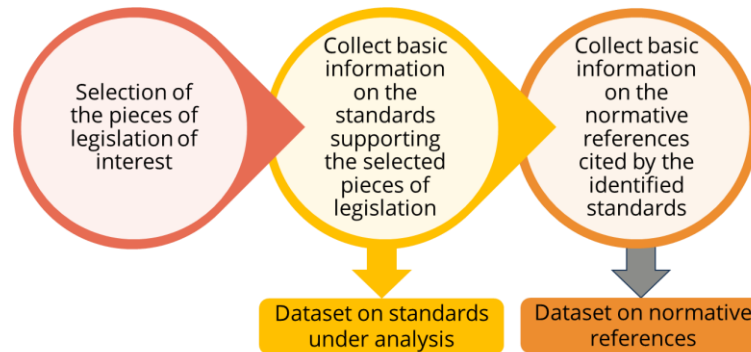 Selection of
the pieces of
legislation of
interest
Collect basic
information
on the
standards
supporting
the selected
pieces of
legislation
Collect basic
information
on the
normative
references
cited by the
identified
standards
Dataset on standards
under analysis
Dataset on normative
references